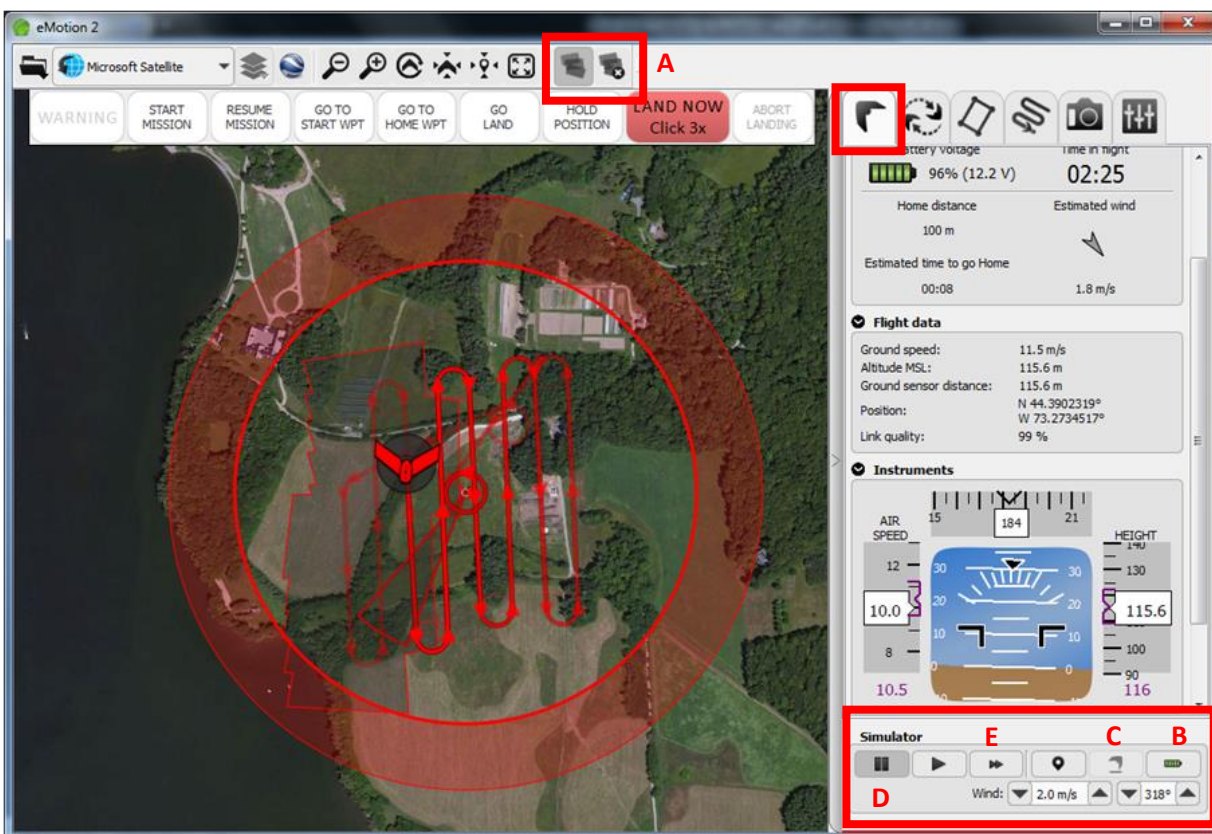 eMotion 2
Microsoft Satellite
A
WARNING
START MISSION
RESUME MISSION
GO TO START WPT
GO TO HOME WPT
GO LAND
HOLD POSITION
LAND NOW
Click 3x
ABORT LANDING
Battery voltage Time in flight
96% (12.2 V) 02:25
Home distance Estimated wind
100 m
Estimated time to go Home
00:08 1.8 m/s
Flight data
Ground speed: 11.5 m/s
Altitude MSL: 115.6 m
Ground sensor distance: 115.6 m
Position: N 44.3902319°
W 73.2734517°
Link quality: 99 %
Instruments
AIR SPEED
15 184 21
HEIGHT
140
12 30 30 130
10.0 20 20 115.6
10 10
8 0 0 100
90
10.5 116
Simulator
E C B
D
Wind: 2.0 m/s 318°